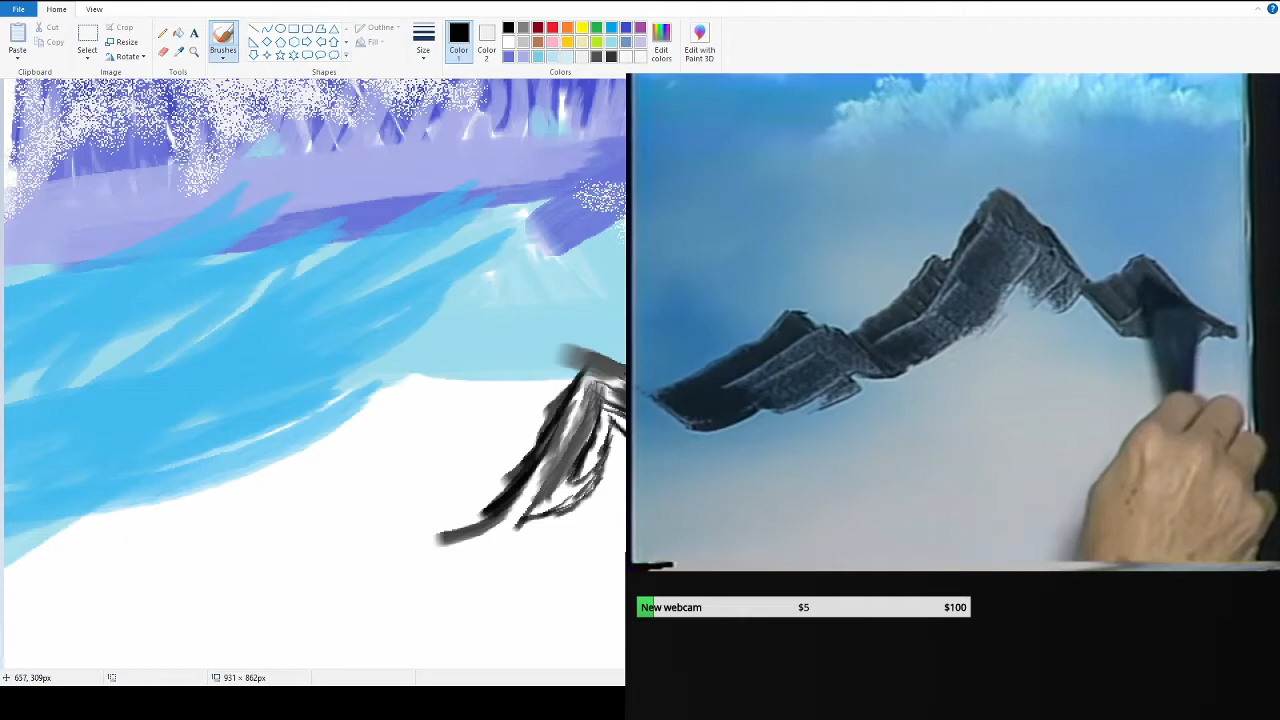 File Home View
Paste
Cut
Copy
Clipboard
Select
Crop
Resize
Rotate
Image
A
Tools
Brushes
Outline
Fill
Shapes
Size
Color
1
Color
2
Edit
colors
Colors
Edit with
Paint 3D
New webcam $5 $100
657, 309px
931 × 862px